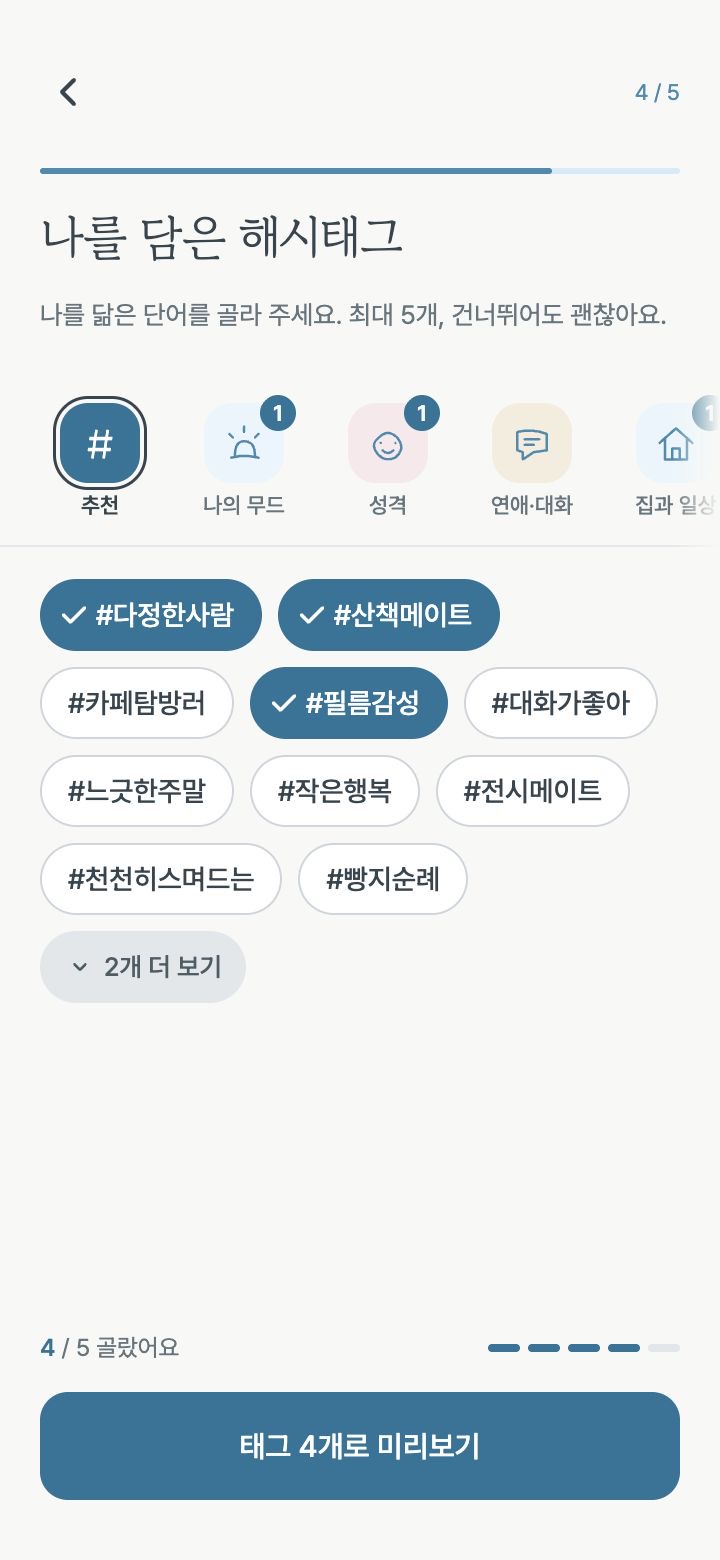 4 / 5
나를 담은 해시태그
나를 닮은 단어를 골라 주세요. 최대 5개, 건너뛰어도 괜찮아요.
# 1 1 1
추천 나의 무드 성격 연애·대화 집과 일상
#다정한사람 #산책메이트
#카페탐방러 #필름감성 #대화가좋아
#느긋한주말 #작은행복 #전시메이트
#천천히스며드는 #빵지순례
2개 더 보기
4 / 5 골랐어요
태그 4개로 미리보기